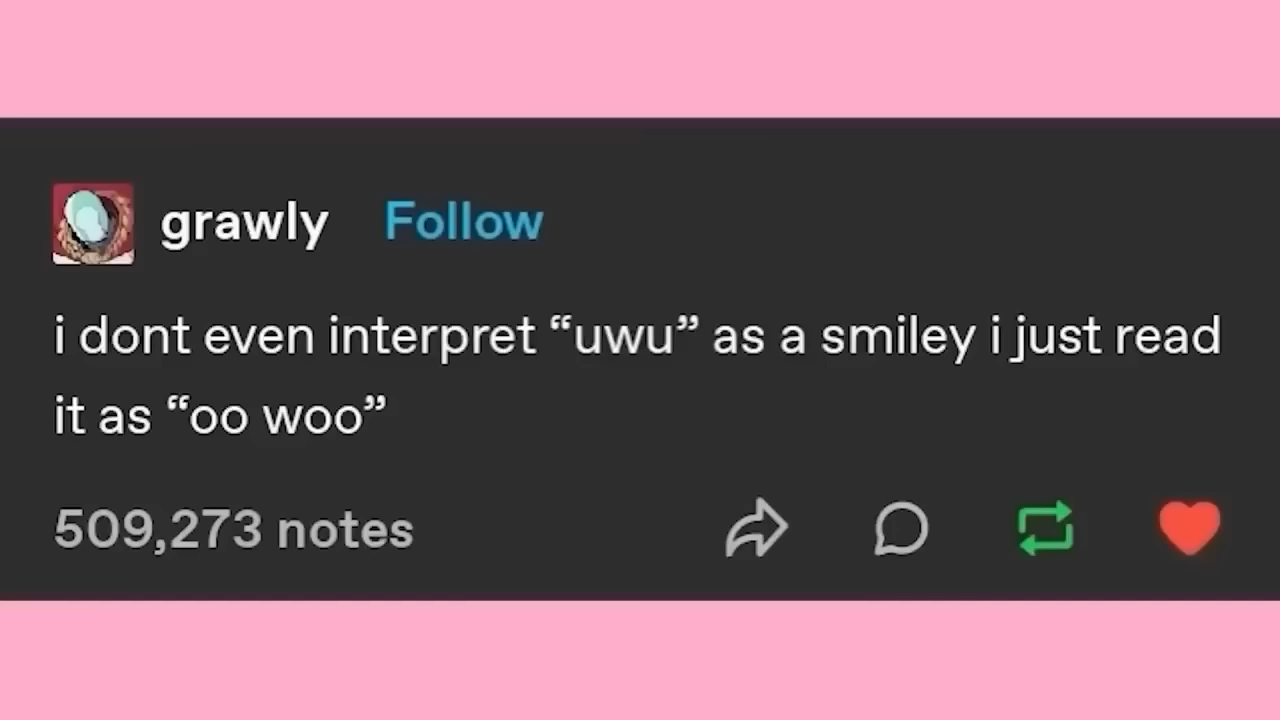 grawly Follow
i dont even interpret “uwu” as a smiley i just read
it as “oo woo”
509,273 notes